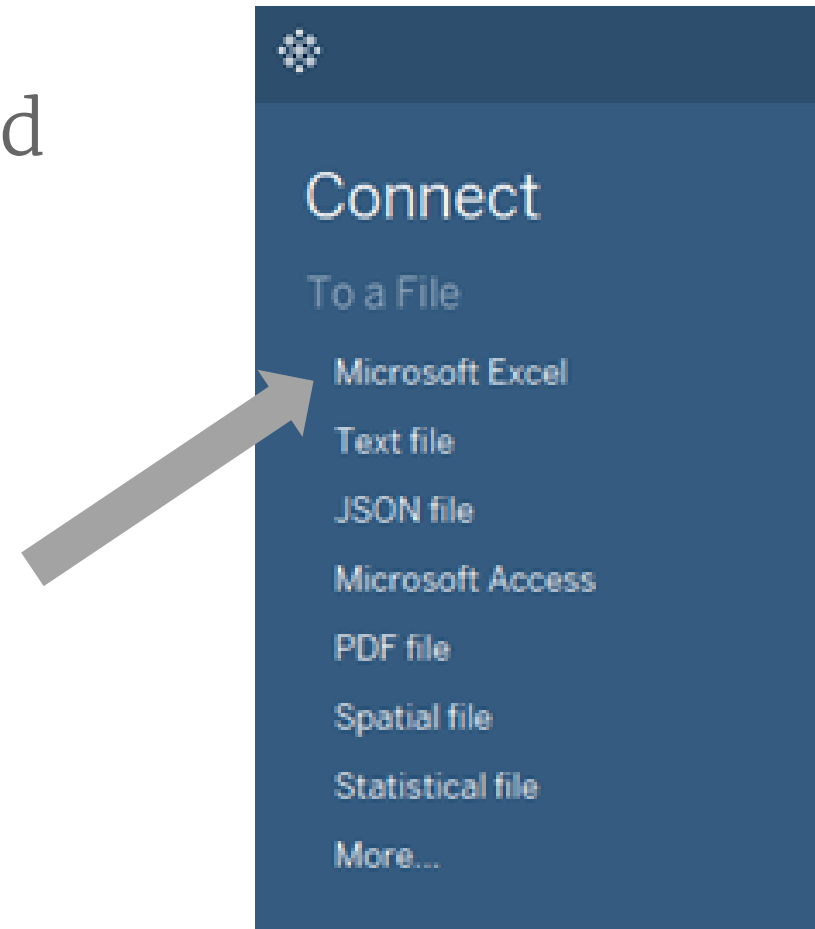 d
Connect
To a File
Microsoft Excel
Text file
JSON file
Microsoft Access
PDF file
Spatial file
Statistical file
More...